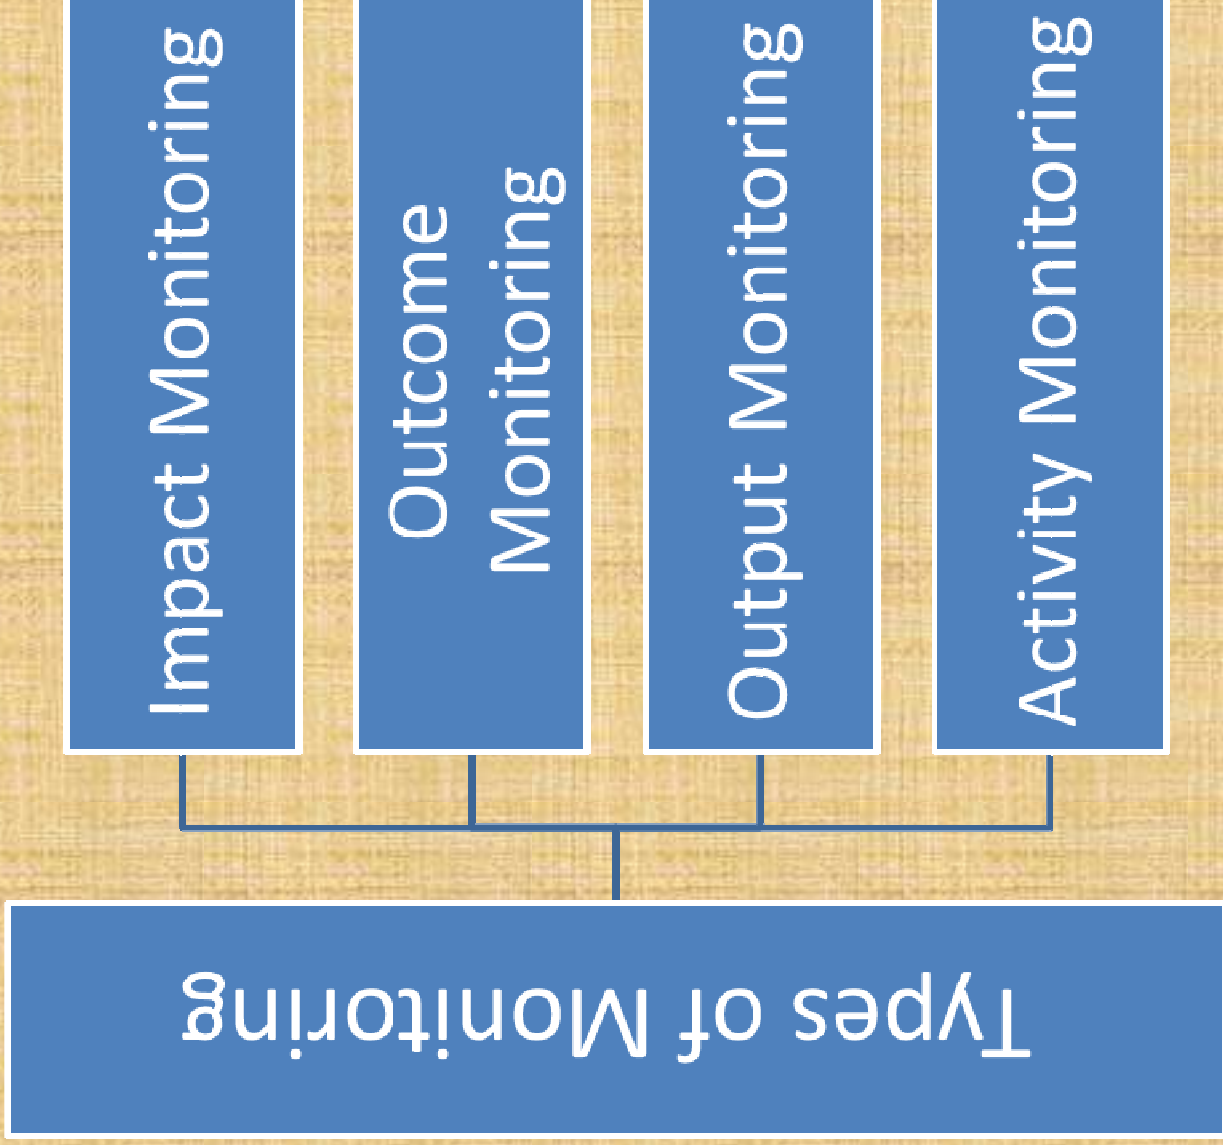 Types of Monitoring
Impact Monitoring
Outcome
Monitoring
Output Monitoring
Activity Monitoring